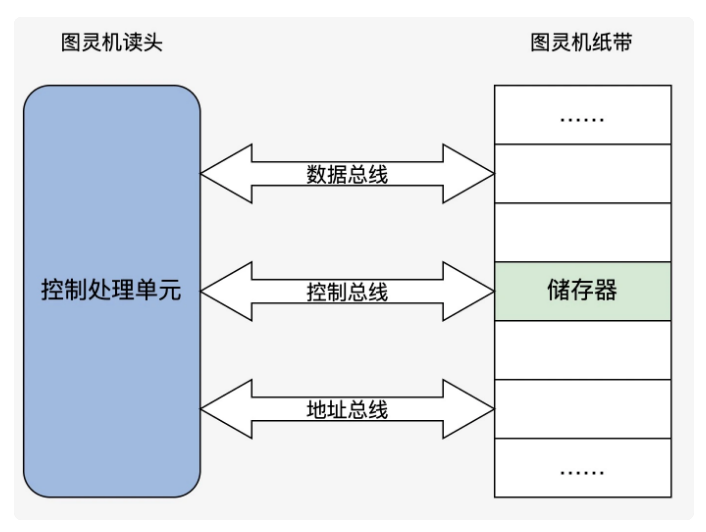 图灵机读头
图灵机纸带
……
数据总线
控制处理单元
控制总线
储存器
地址总线
……